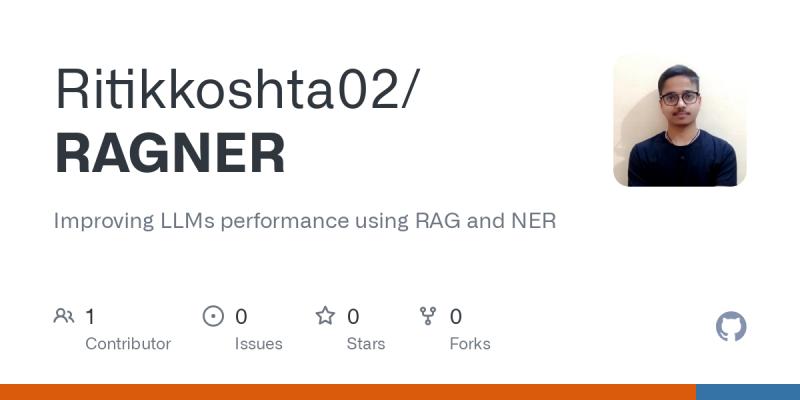 Ritikkoshta02/
RAGNER
Improving LLMs performance using RAG and NER
1
Contributor
0
Issues
0
Stars
0
Forks